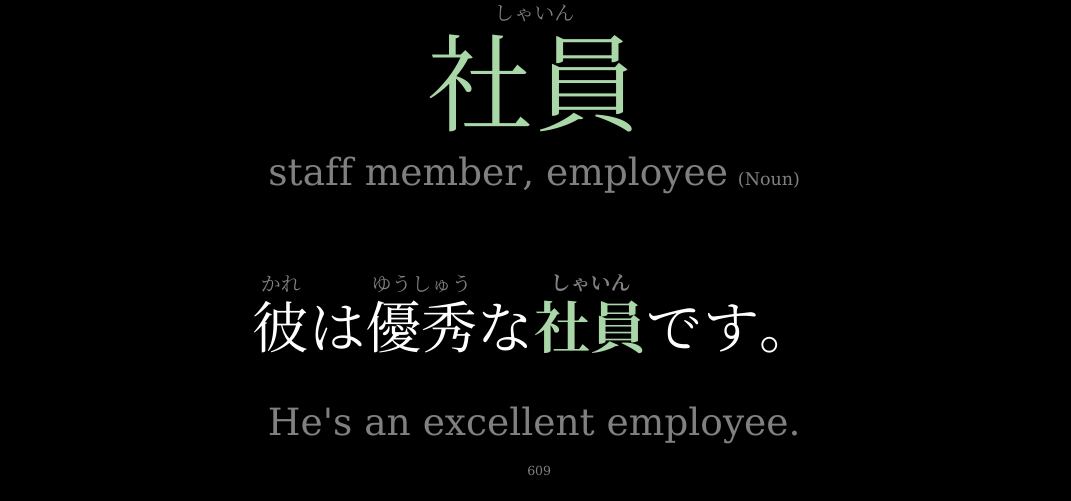 しゃいん
社員
staff member, employee (Noun)
かれ ゆうしゅう しゃいん
彼は優秀な社員です。
He's an excellent employee.
609